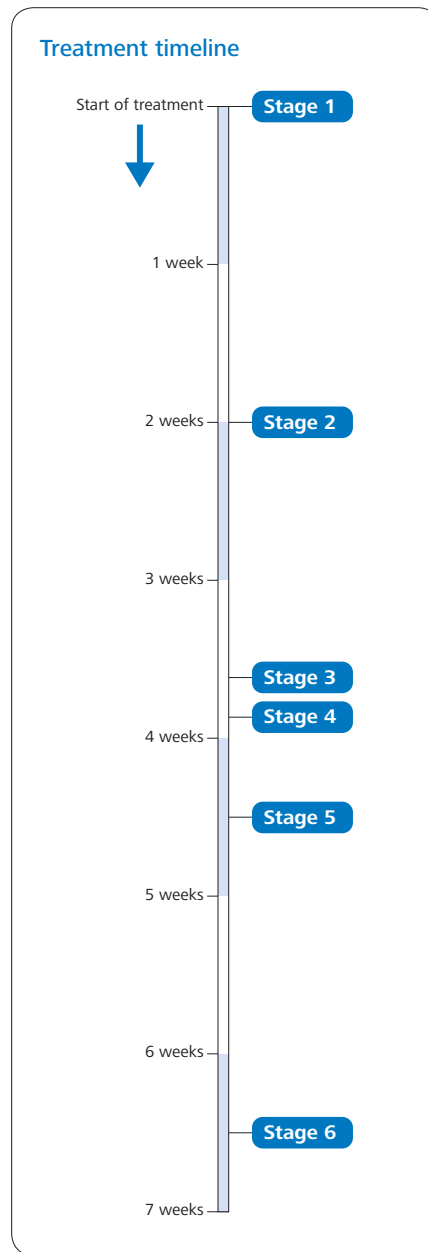 Treatment timeline
Start of treatment
Stage 1
1 week
2 weeks
Stage 2
3 weeks
Stage 3
Stage 4
4 weeks
Stage 5
5 weeks
6 weeks
Stage 6
7 weeks